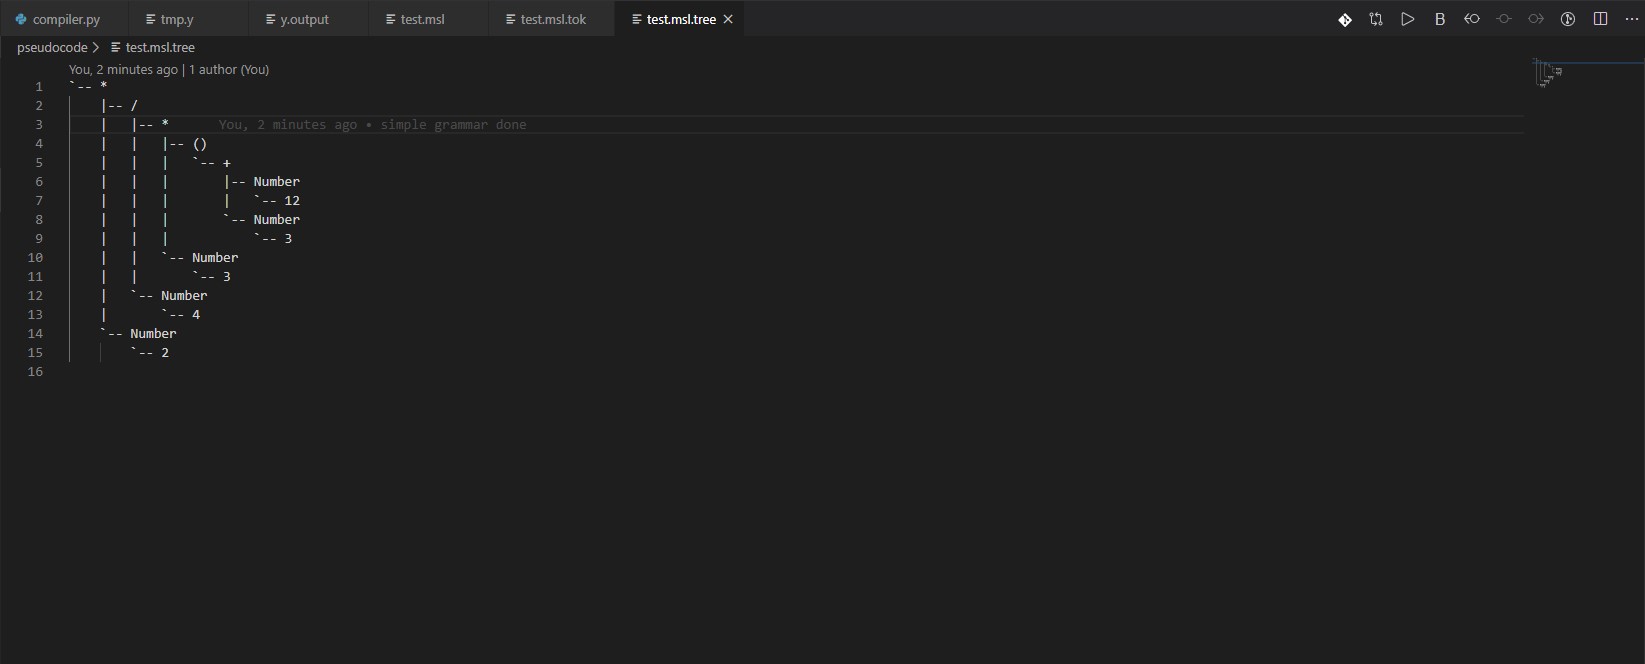 compiler.py tmp.y y.output test.msl test.msl.tok test.msl.tree B
pseudocode > test.msl.tree
You, 2 minutes ago | 1 author (You)
1 `-- *
2     |-- /
3     |   |-- *       You, 2 minutes ago • simple grammar done
4     |   |   |-- ()
5     |   |   |   `-- +
6     |   |   |       |-- Number
7     |   |   |       |   `-- 12
8     |   |   |       `-- Number
9     |   |   |           `-- 3
10     |   |   `-- Number
11     |   |       `-- 3
12     |   `-- Number
13     |       `-- 4
14     `-- Number
15         `-- 2
16